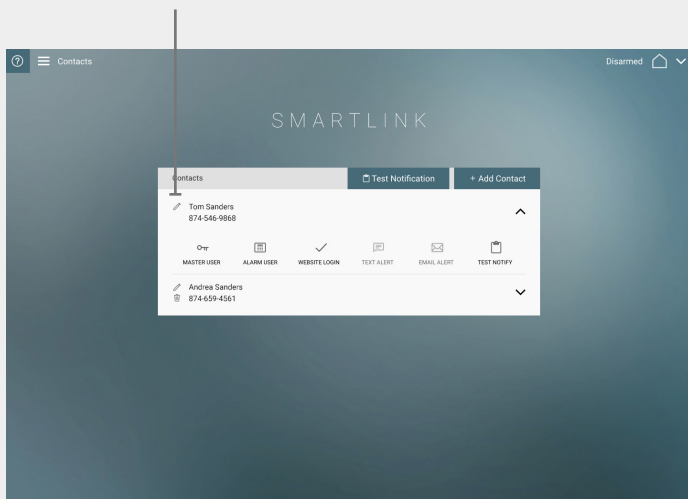 Contacts
Disarmed
SMARTLINK
Contacts
Test Notification
+ Add Contact
Tom Sanders
874-546-9868
MASTER USER
ALARM USER
WEBSITE LOGIN
TEXT ALERT
EMAIL ALERT
TEST NOTIFY
Andrea Sanders
874-659-4561